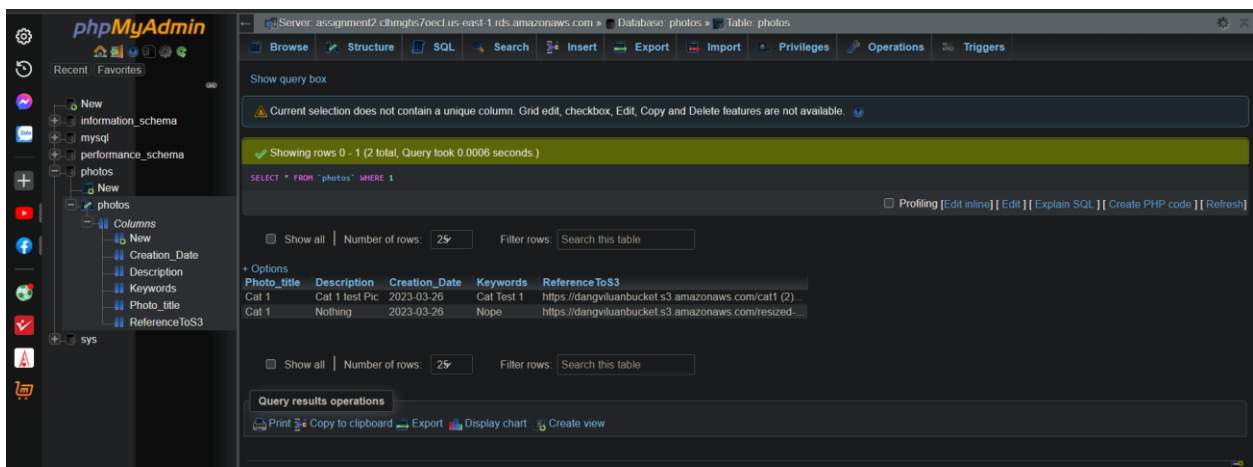 phpMyAdmin
Recent Favorites
New
information_schema
mysql
performance_schema
photos
New
photos
Columns
New
Creation_Date
Description
Keywords
Photo_title
ReferenceToS3
sys
Zalo
Server: assignment2.clhmghs7oecl.us-east-1.rds.amazonaws.com » Database: photos » Table: photos
Browse Structure SQL Search Insert Export Import Privileges Operations Triggers
Show query box
Current selection does not contain a unique column. Grid edit, checkbox, Edit, Copy and Delete features are not available.
Showing rows 0 - 1 (2 total, Query took 0.0006 seconds.)
SELECT * FROM `photos` WHERE 1
Profiling [Edit inline] [ Edit ] [ Explain SQL ] [ Create PHP code ] [ Refresh]
Show all | Number of rows: 25 Filter rows: Search this table
+ Options
Photo_title Description Creation_Date Keywords ReferenceToS3
Cat 1 Cat 1 test Pic 2023-03-26 Cat Test 1 https://dangviluanbucket.s3.amazonaws.com/cat1 (2)...
Cat 1 Nothing 2023-03-26 Nope https://dangviluanbucket.s3.amazonaws.com/resized-...
Show all | Number of rows: 25 Filter rows: Search this table
Query results operations
Print Copy to clipboard Export Display chart Create view